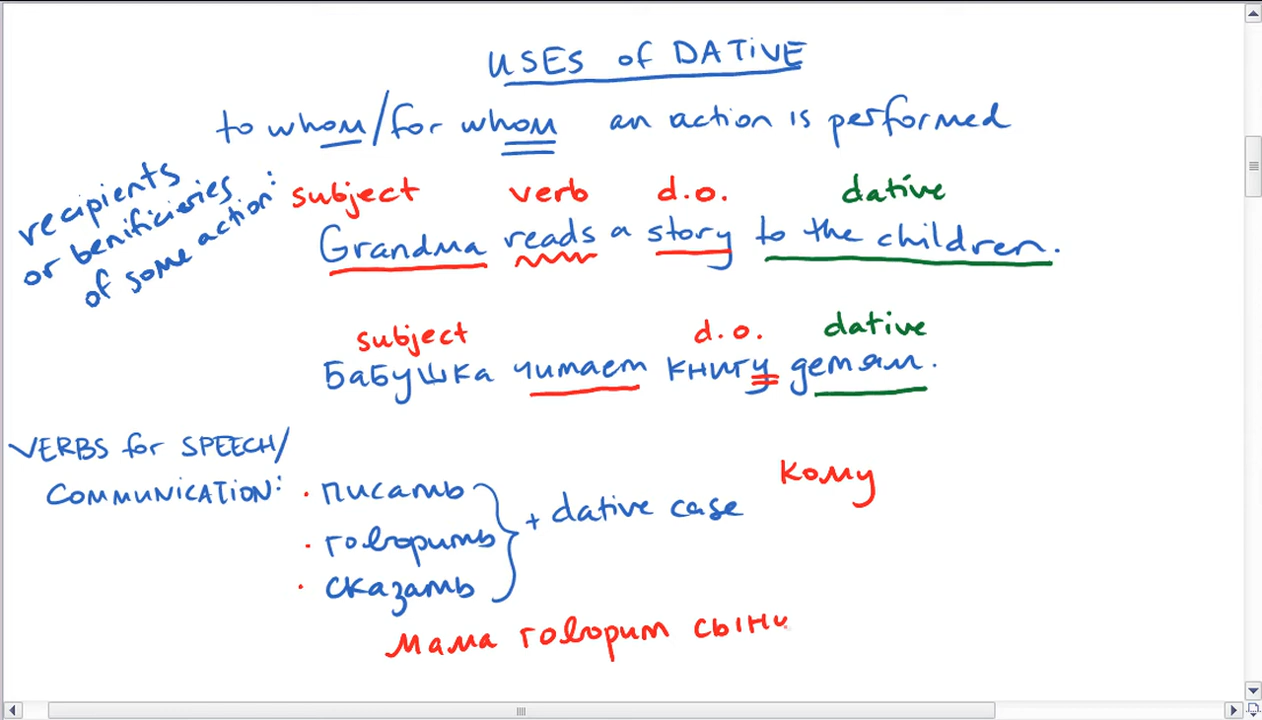 USES of DATIVE
to whom/for whom an action is performed
recipients
or benificieries
of some action:
subject verb d.o. dative
Grandma reads a story to the children.
subject d.o. dative
Бабушка читает книгу детям.
VERBS for SPEECH/
COMMUNICATION:
• писать
• говорить
• сказать
+ dative case
кому
Мама говорит сыну